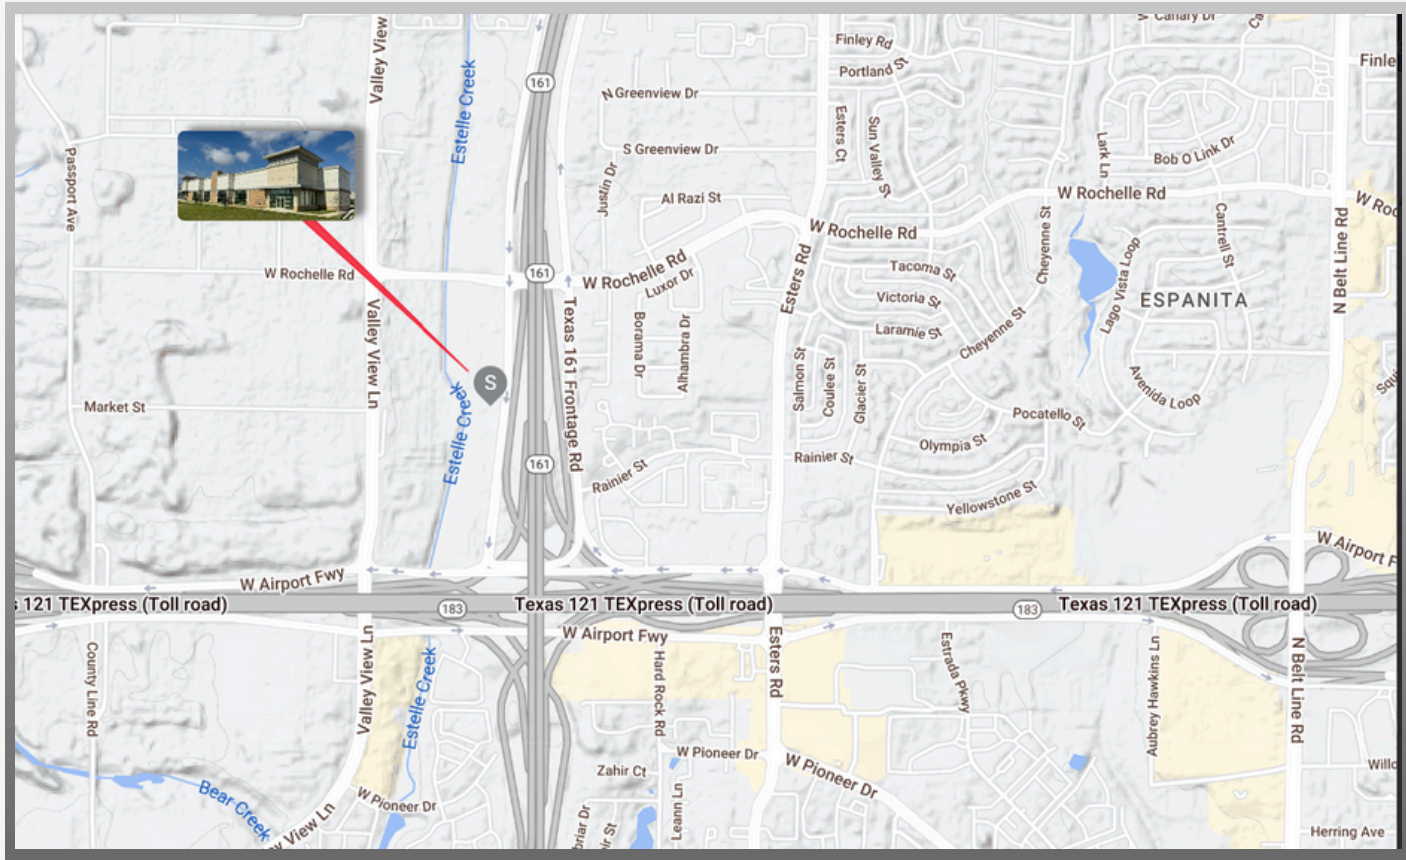 Canary Dr
Valley View
Finley Rd
Finle
Portland St
161
N Greenview Dr
Estelle Creek
Esters Ct
Sun Valley St
S Greenview Dr
Lark Ln
Bob O Link Dr
Passport Ave
Justin Dr
Al Razi St
W Rochelle Rd
W Roc
W Rochelle Rd
Cheyenne St
Cantrell St
N Belt Line Rd
W Rochelle Rd
161
W Rochelle Rd
Luxor Dr
Esters Rd
Tacoma St
Lago Vista Loop
Victoria St
ESPANITA
Valley View Ln
Texas 161 Frontage Rd
Borama Dr
Alhambra Dr
Laramie St
Cheyenne St
S
Salmon St
Coulee St
Glacier St
Avenida Loop
Squ
Market St
Estelle Creek
Pocatello St
Olympia St
161
Rainier St
Rainier St
Yellowstone St
W Airport F
W Airport Fwy
s 121 TEXpress (Toll road)
183
Texas 121 TEXpress (Toll road)
183
Texas 121 TEXpress (Toll road)
W Airport Fwy
County Line Rd
Valley View Ln
Estelle Creek
Hard Rock Rd
Esters Rd
Estrada Pkwy
Aubrey Hawkins Ln
N Belt Line Rd
W Pioneer Dr
W Pioneer Dr
Zahir Ct
Willo
Bear Creek
W Pioneer Dr
Leann Ln
y View Ln
briar Dr
ir St
Herring Ave